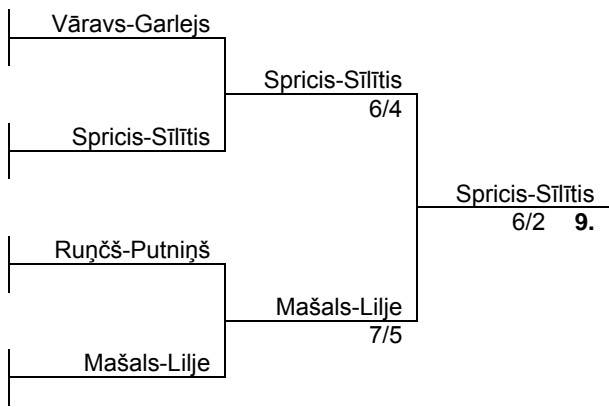 Vāravs-Garlejs
Spricis-Sīlītis
6/4
Spricis-Sīlītis
Spricis-Sīlītis
6/2 9.
Ruņčš-Putniņš
Mašals-Lilje
7/5
Mašals-Lilje